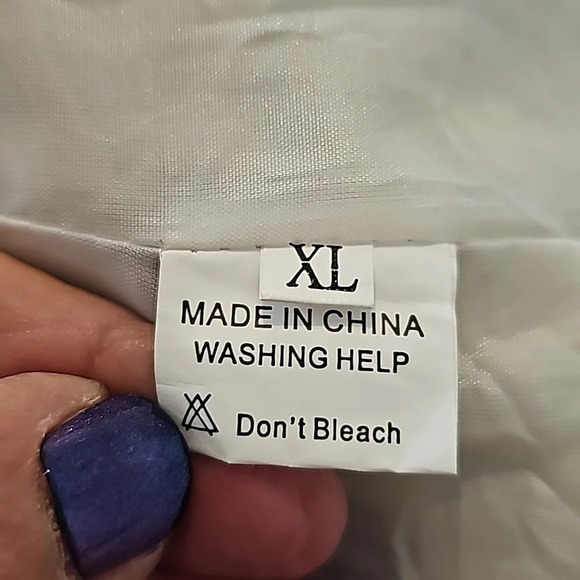 XL
MADE IN CHINA
WASHING HELP
Don't Bleach